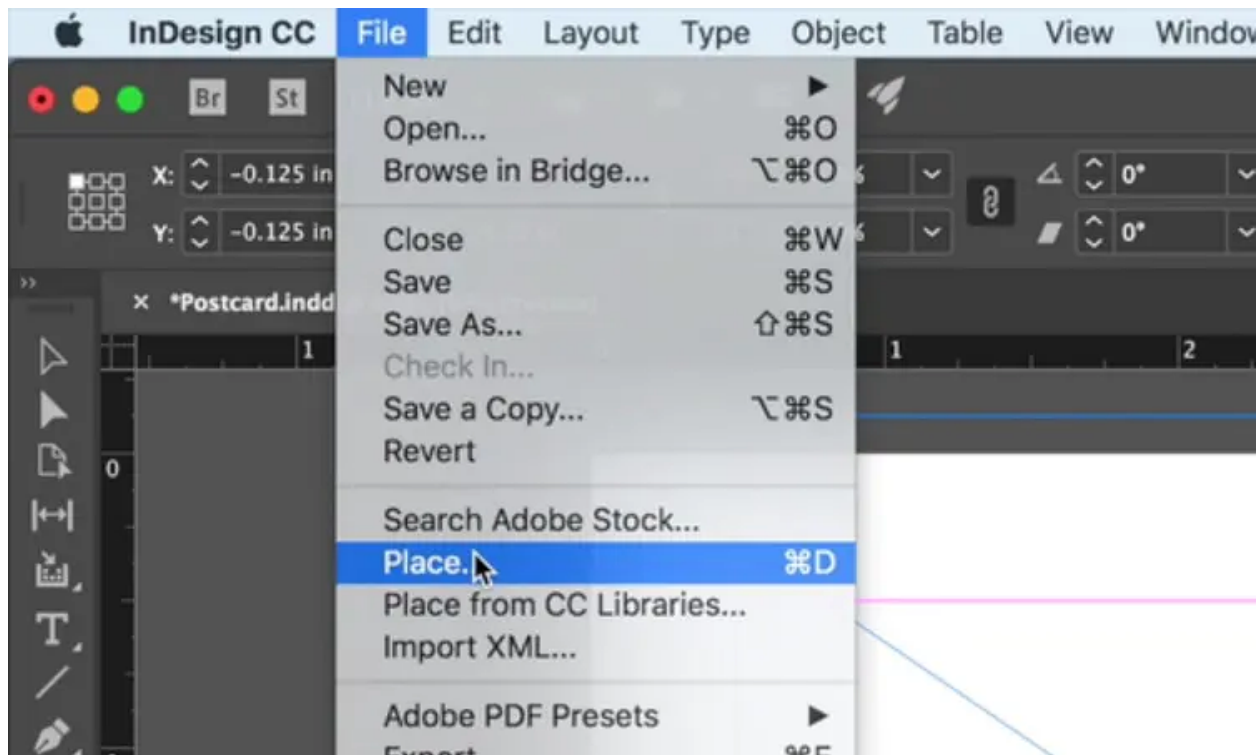 InDesign CC File Edit Layout Type Object Table View Window
Br St
New ▶
Open... ⌘O
Browse in Bridge... ⌥⌘O
X: -0.125 in 0°
Y: -0.125 in 0°
Close ⌘W
Save ⌘S
*Postcard.indd
Save As... ⇧⌘S
1 1 2
Check In...
Save a Copy... ⌥⌘S
Revert
0
Search Adobe Stock...
Place. ⌘D
Place from CC Libraries...
Import XML...
T
Adobe PDF Presets ▶
Export ⌘E